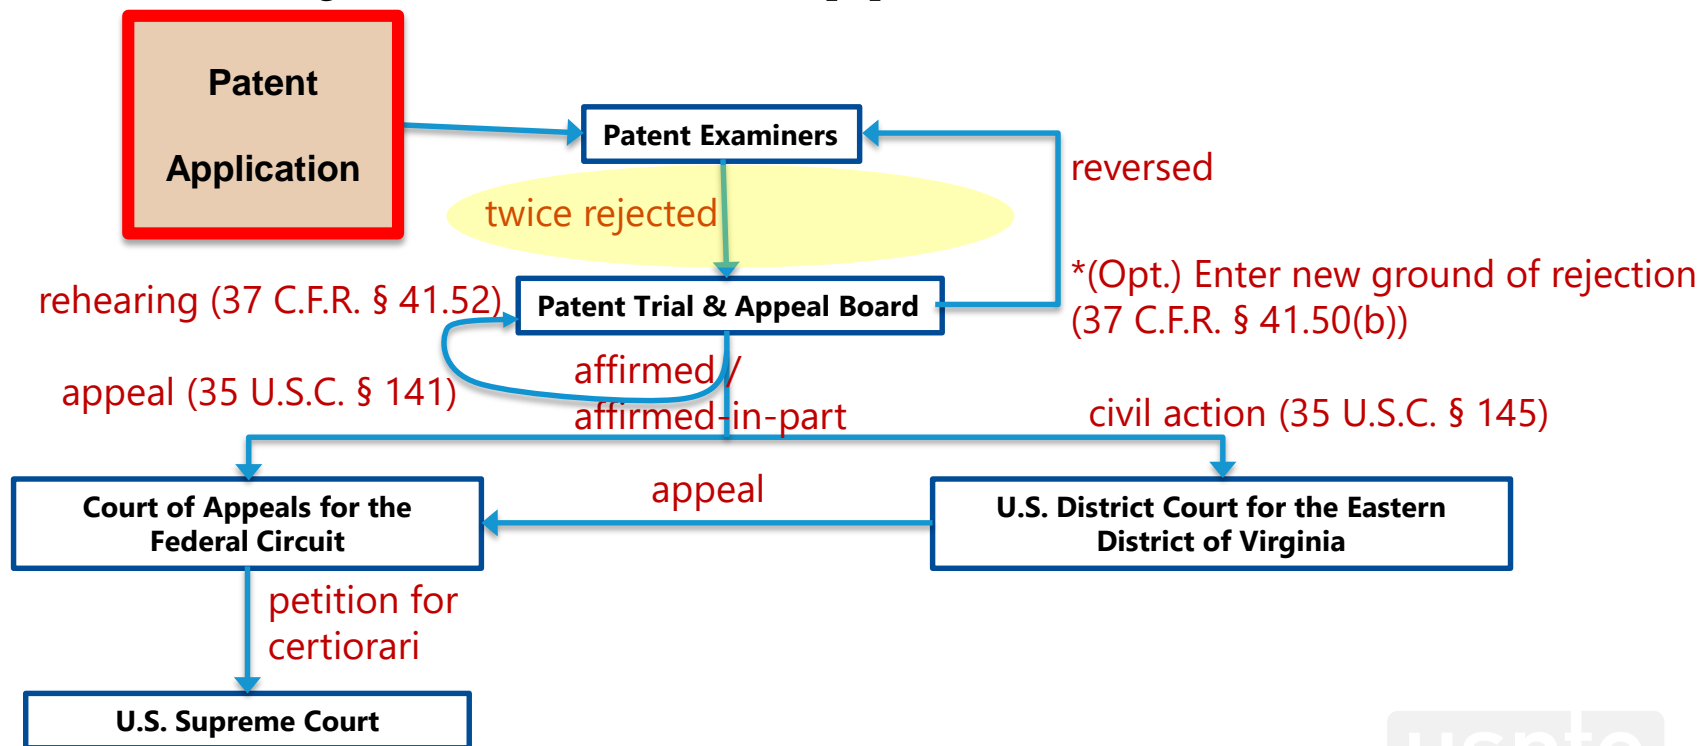 Patent
Application
Patent Examiners
reversed
twice rejected
*(Opt.) Enter new ground of rejection
(37 C.F.R. § 41.50(b))
rehearing (37 C.F.R. § 41.52)
Patent Trial & Appeal Board
affirmed /
affirmed-in-part
appeal (35 U.S.C. § 141)
civil action (35 U.S.C. § 145)
Court of Appeals for the
Federal Circuit
appeal
U.S. District Court for the Eastern
District of Virginia
petition for
certiorari
U.S. Supreme Court
uspto